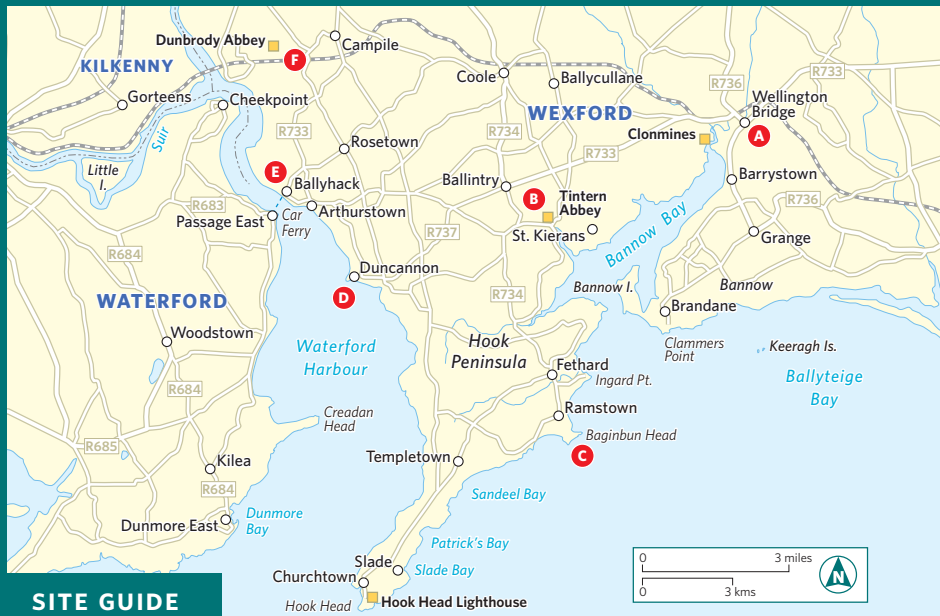 Dunbrody Abbey
F
Campile
KILKENNY
Coole
Ballycullane
R736
R733
Gorteens
Cheekpoint
WEXFORD
Wellington
Bridge
A
Suir
R733
R734
Clonmines
Rosetown
R733
Little
I.
E
Ballyhack
Ballintry
B
Tintern
Abbey
Barrystown
R736
R683
Passage East
Car
Ferry
Arthurstown
R737
St. Kierans
Bannow Bay
Grange
R684
Duncannon
D
R734
Bannow I.
Bannow
WATERFORD
Brandane
Woodstown
Waterford
Harbour
Hook
Peninsula
Clammers
Point
Keeragh Is.
Fethard
Ingard Pt.
Ballyteige
Bay
R684
Creadan
Head
Ramstown
Baginbun Head
R685
Kilea
Templetown
C
R684
Sandeel Bay
Dunmore East
Dunmore
Bay
Patrick's Bay
Slade
Slade Bay
Churchtown
Hook Head
Hook Head Lighthouse
0
3 miles
0
3 kms
N
SITE GUIDE